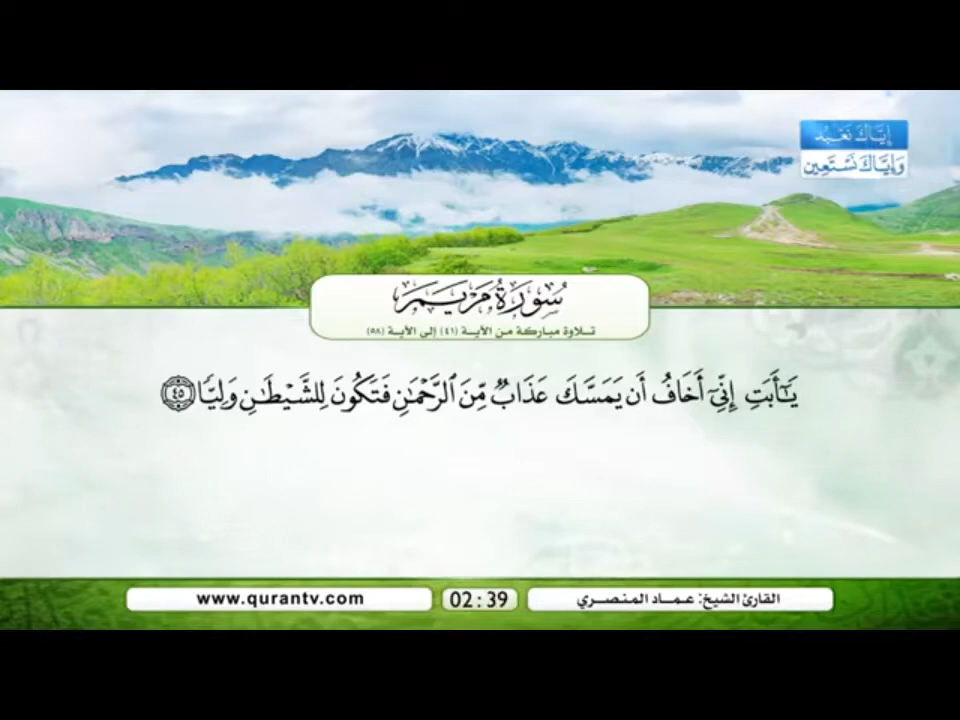 إِيَّاكَ نَعْبُدُ
وَإِيَّاكَ نَسْتَعِين
سُورَةُ مَرْيَم
تلاوة مباركة من الآية (٤١) إلى الآية (٥٨)
يَـٰٓأَبَتِ إِنِّىٓ أَخَافُ أَن يَمَسَّكَ عَذَابٌ مِّنَ ٱلرَّحْمَـٰنِ فَتَكُونَ لِلشَّيْطَـٰنِ وَلِيًّا ٤٥
القارئ الشيخ: عماد المنصري 02:39 www.qurantv.com